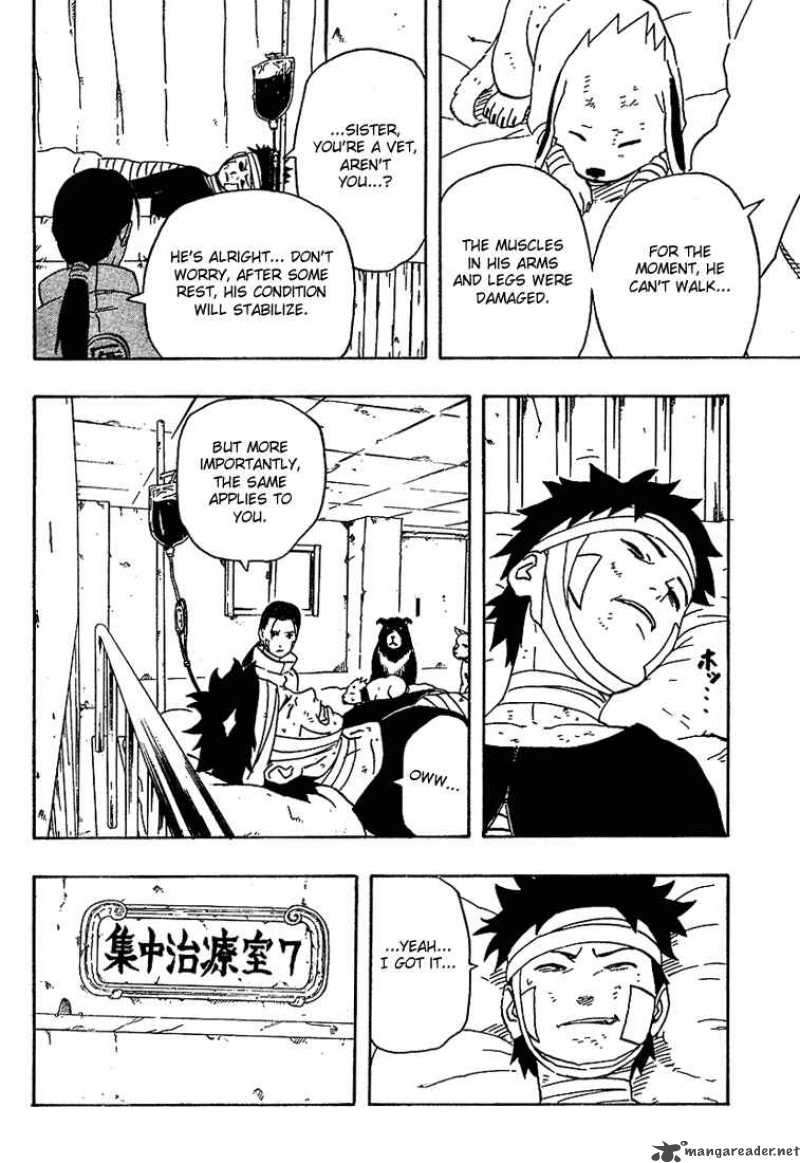 FOR THE
MOMENT, HE
CAN'T WALK...
THE MUSCLES
IN HIS ARMS
AND LEGS WERE
DAMAGED.
...SISTER,
YOU'RE A VET,
AREN'T
YOU...?
HE'S ALRIGHT... DON'T
WORRY, AFTER SOME
REST, HIS CONDITION
WILL STABILIZE.
ホッ…
BUT MORE
IMPORTANTLY,
THE SAME
APPLIES TO
YOU.
OWW...
...YEAH...
I GOT IT...
集中治療室7
mangareader.net